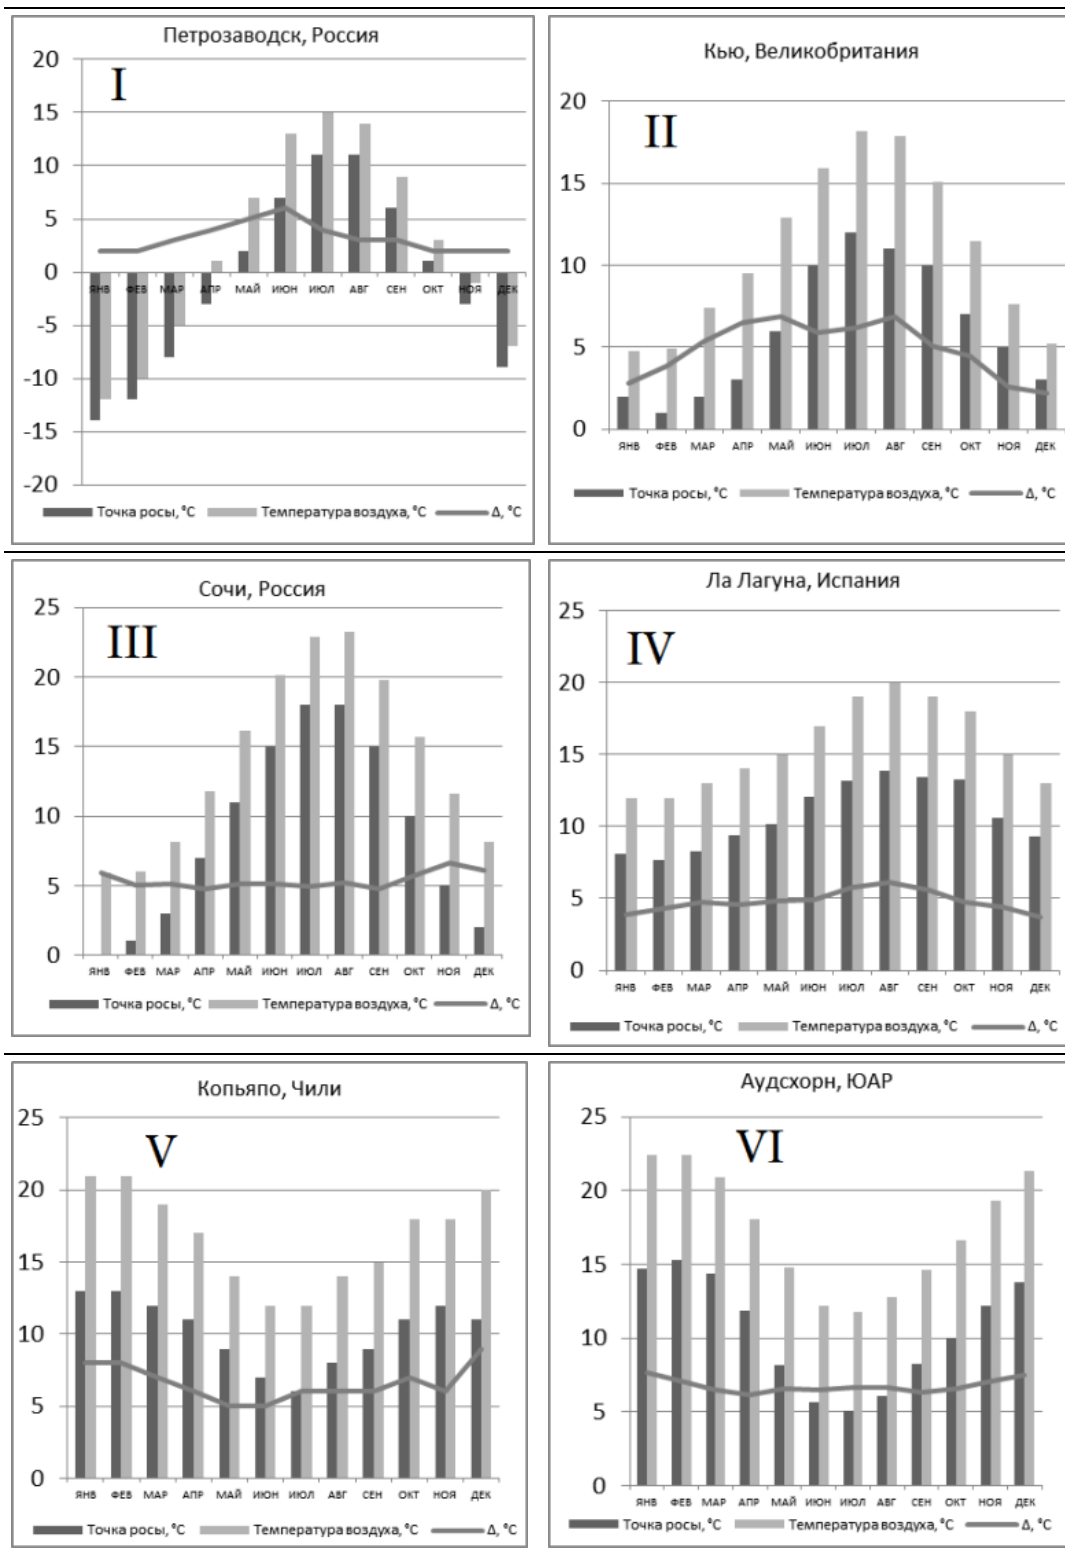 Петрозаводск, Россия
I
20
15
10
5
0
-5
-10
-15
-20
ЯНВ ФЕВ МАР АПР МАЙ ИЮН ИЮЛ АВГ СЕН ОКТ НОЯ ДЕК
Точка росы, °C Температура воздуха, °C Δ, °C
Кью, Великобритания
II
20
15
10
5
0
ЯНВ ФЕВ МАР АПР МАЙ ИЮН ИЮЛ АВГ СЕН ОКТ НОЯ ДЕК
Точка росы, °C Температура воздуха, °C Δ, °C
Сочи, Россия
III
25
20
15
10
5
0
ЯНВ ФЕВ МАР АПР МАЙ ИЮН ИЮЛ АВГ СЕН ОКТ НОЯ ДЕК
Точка росы, °C Температура воздуха, °C Δ, °C
Ла Лагуна, Испания
IV
25
20
15
10
5
0
ЯНВ ФЕВ МАР АПР МАЙ ИЮН ИЮЛ АВГ СЕН ОКТ НОЯ ДЕК
Точка росы, °C Температура воздуха, °C Δ, °C
Копьяпо, Чили
V
25
20
15
10
5
0
ЯНВ ФЕВ МАР АПР МАЙ ИЮН ИЮЛ АВГ СЕН ОКТ НОЯ ДЕК
Точка росы, °C Температура воздуха, °C Δ, °C
Аудсхорн, ЮАР
VI
25
20
15
10
5
0
ЯНВ ФЕВ МАР АПР МАЙ ИЮН ИЮЛ АВГ СЕН ОКТ НОЯ ДЕК
Точка росы, °C Температура воздуха, °C Δ, °C